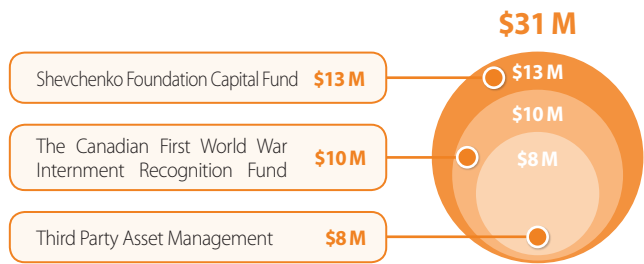 $31 M
Shevchenko Foundation Capital Fund $13 M
$13 M
The Canadian First World War
Internment Recognition Fund
$10 M
$10 M
$8 M
Third Party Asset Management $8 M